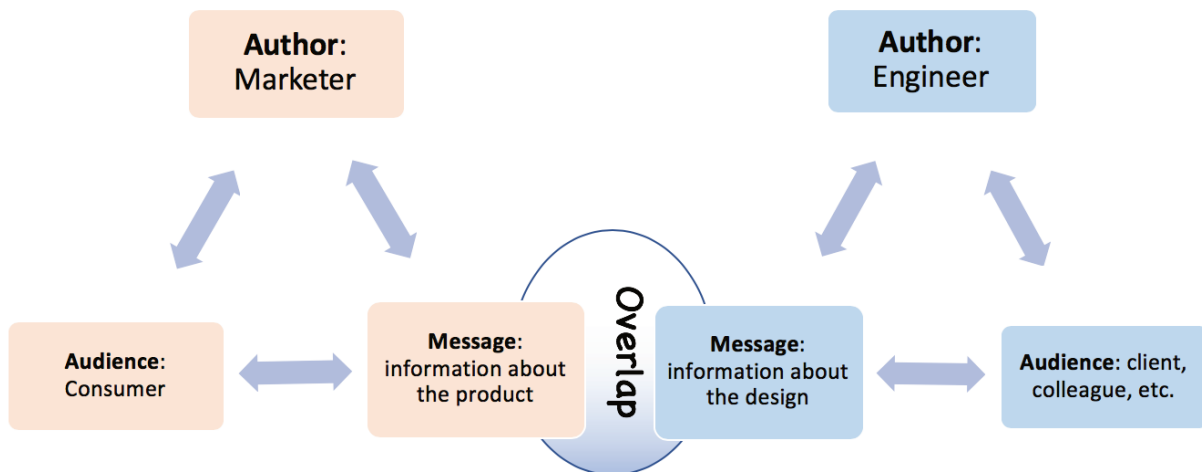 Author:
Marketer
Author:
Engineer
Audience:
Consumer
Message:
information about
the product
Overlap
Message:
information about
the design
Audience: client,
colleague, etc.